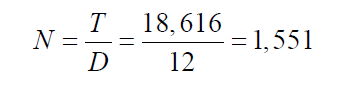 N = T/D = 18,616/12 = 1,551